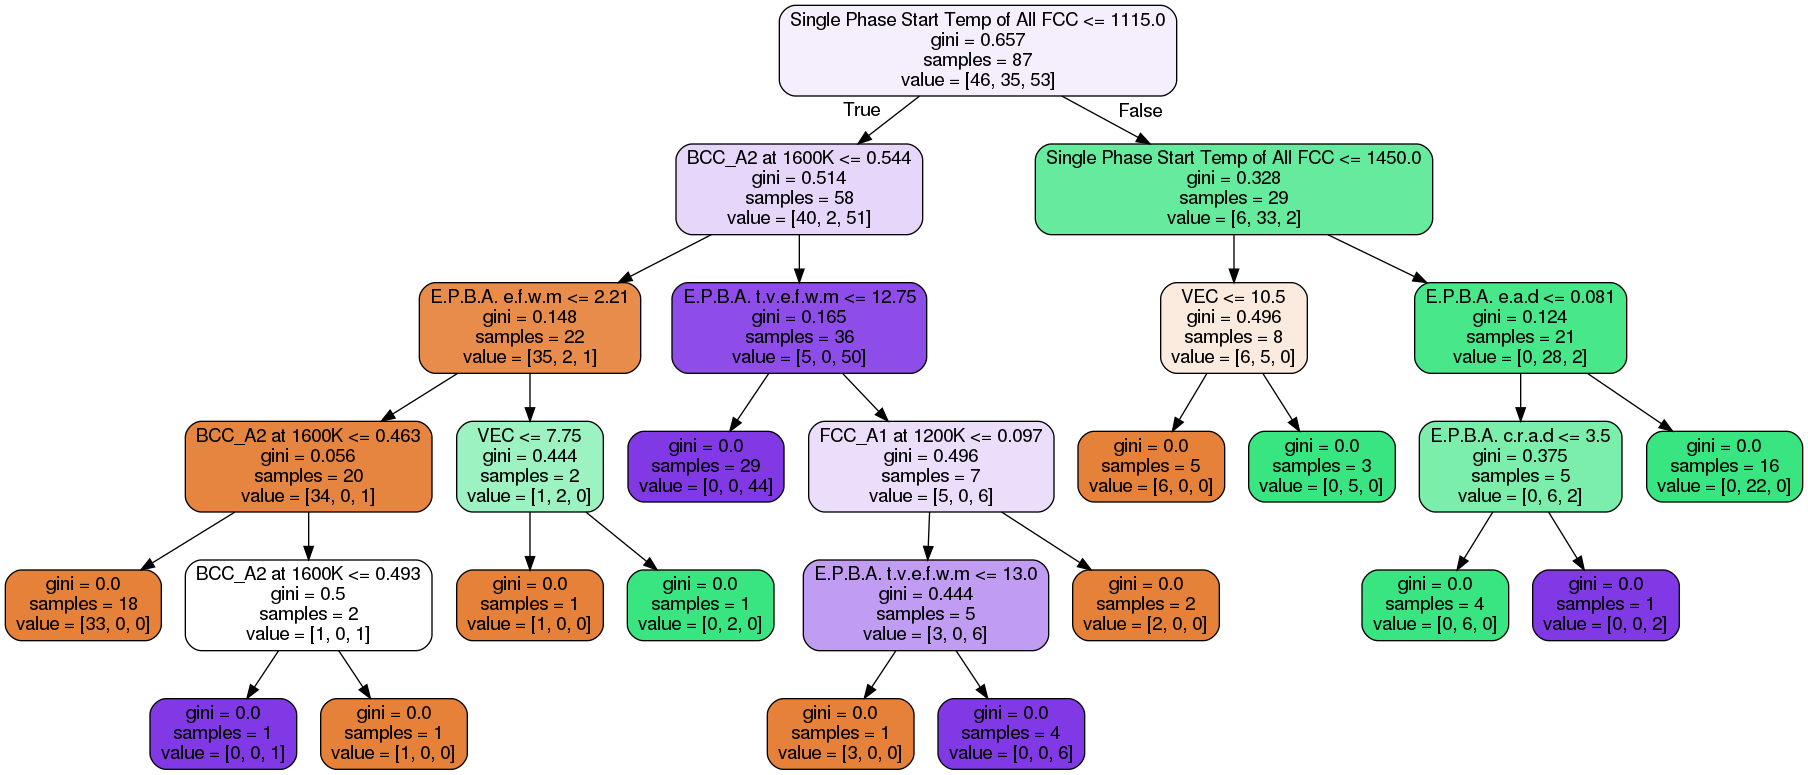 Single Phase Start Temp of All FCC <= 1115.0
gini = 0.657
samples = 87
value = [46, 35, 53]
True
False
BCC_A2 at 1600K <= 0.544
gini = 0.514
samples = 58
value = [40, 2, 51]
Single Phase Start Temp of All FCC <= 1450.0
gini = 0.328
samples = 29
value = [6, 33, 2]
E.P.B.A. e.f.w.m <= 2.21
gini = 0.148
samples = 22
value = [35, 2, 1]
E.P.B.A. t.v.e.f.w.m <= 12.75
gini = 0.165
samples = 36
value = [5, 0, 50]
VEC <= 10.5
gini = 0.496
samples = 8
value = [6, 5, 0]
E.P.B.A. e.a.d <= 0.081
gini = 0.124
samples = 21
value = [0, 28, 2]
BCC_A2 at 1600K <= 0.463
gini = 0.056
samples = 20
value = [34, 0, 1]
VEC <= 7.75
gini = 0.444
samples = 2
value = [1, 2, 0]
gini = 0.0
samples = 29
value = [0, 0, 44]
FCC_A1 at 1200K <= 0.097
gini = 0.496
samples = 7
value = [5, 0, 6]
gini = 0.0
samples = 5
value = [6, 0, 0]
gini = 0.0
samples = 3
value = [0, 5, 0]
E.P.B.A. c.r.a.d <= 3.5
gini = 0.375
samples = 5
value = [0, 6, 2]
gini = 0.0
samples = 16
value = [0, 22, 0]
gini = 0.0
samples = 18
value = [33, 0, 0]
BCC_A2 at 1600K <= 0.493
gini = 0.5
samples = 2
value = [1, 0, 1]
gini = 0.0
samples = 1
value = [1, 0, 0]
gini = 0.0
samples = 1
value = [0, 2, 0]
E.P.B.A. t.v.e.f.w.m <= 13.0
gini = 0.444
samples = 5
value = [3, 0, 6]
gini = 0.0
samples = 2
value = [2, 0, 0]
gini = 0.0
samples = 4
value = [0, 6, 0]
gini = 0.0
samples = 1
value = [0, 0, 2]
gini = 0.0
samples = 1
value = [0, 0, 1]
gini = 0.0
samples = 1
value = [1, 0, 0]
gini = 0.0
samples = 1
value = [3, 0, 0]
gini = 0.0
samples = 4
value = [0, 0, 6]